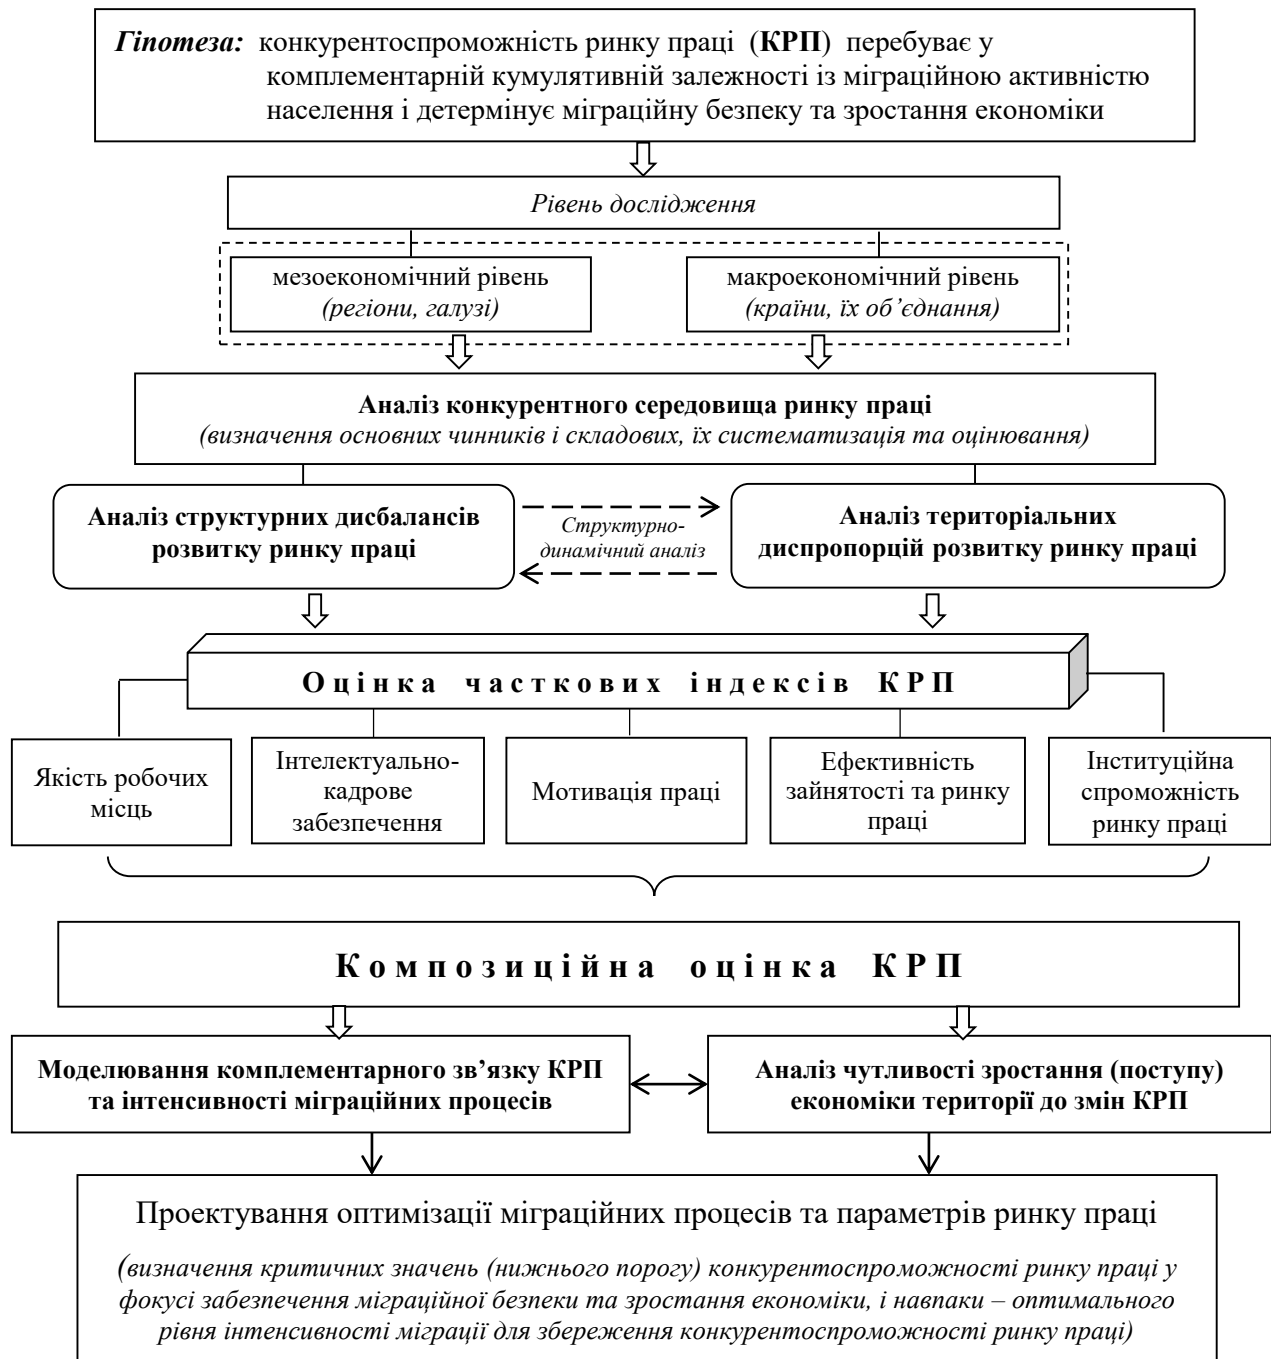 Гіпотеза: конкурентоспроможність ринку праці (КРП) перебуває у
комплементарній кумулятивній залежності із міграційною активністю
населення і детермінує міграційну безпеку та зростання економіки
Рівень дослідження
мезоекономічний рівень
(регіони, галузі)
макроекономічний рівень
(країни, їх об’єднання)
Аналіз конкурентного середовища ринку праці
(визначення основних чинників і складових, їх систематизація та оцінювання)
Аналіз структурних дисбалансів
розвитку ринку праці
Структурно-
динамічний аналіз
Аналіз територіальних
диспропорцій розвитку ринку праці
Оцінка часткових індексів КРП
Якість робочих
місць
Інтелектуально-
кадрове
забезпечення
Мотивація праці
Ефективність
зайнятості та ринку
праці
Інституційна
спроможність
ринку праці
Композиційна оцінка КРП
Моделювання комплементарного зв’язку КРП
та інтенсивності міграційних процесів
Аналіз чутливості зростання (поступу)
економіки території до змін КРП
Проектування оптимізації міграційних процесів та параметрів ринку праці
(визначення критичних значень (нижнього порогу) конкурентоспроможності ринку праці у
фокусі забезпечення міграційної безпеки та зростання економіки, і навпаки – оптимального
рівня інтенсивності міграції для збереження конкурентоспроможності ринку праці)